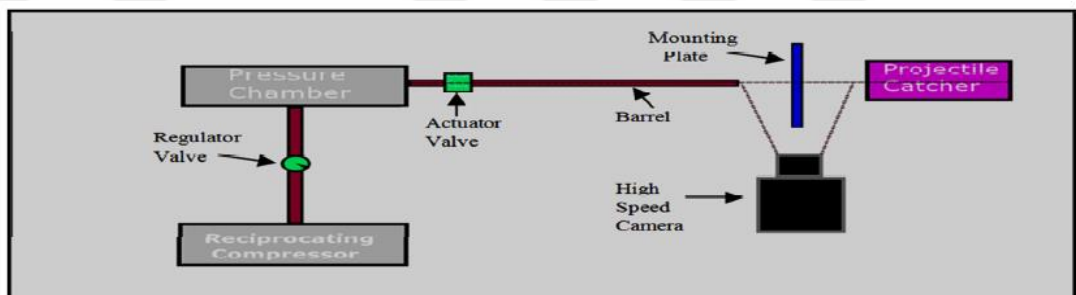 Mounting
Plate
Pressure
Chamber
Projectile
Catcher
Actuator
Valve
Barrel
Regulator
Valve
High
Speed
Camera
Reciprocating
Compressor